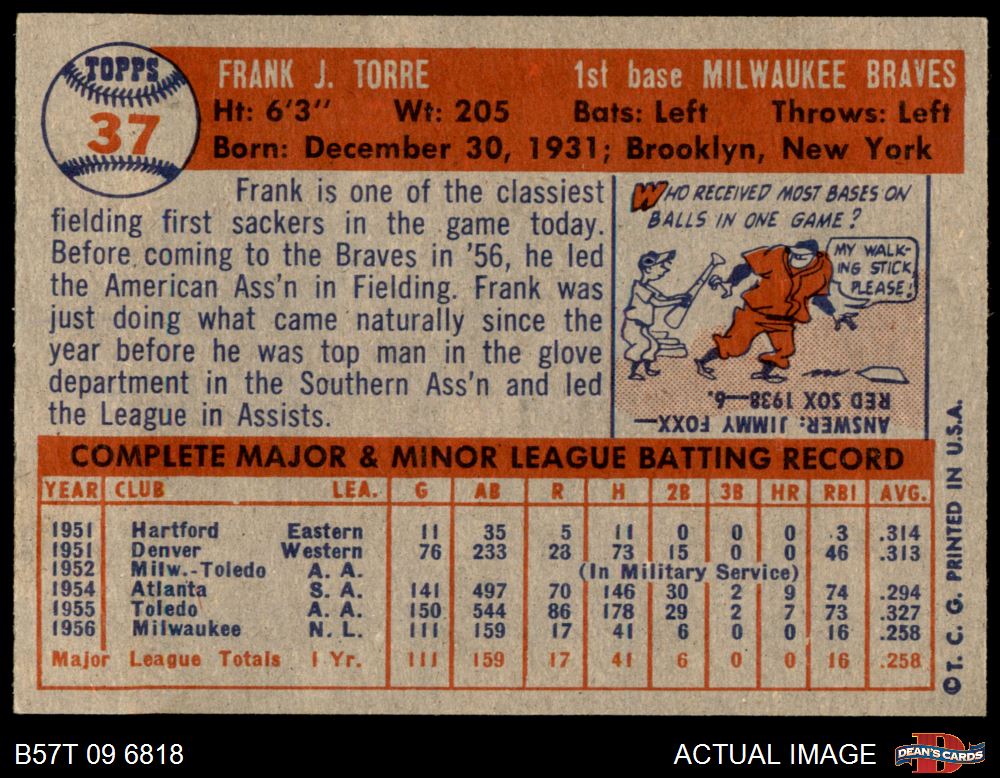 TOPPS
37
FRANK J. TORRE 1st base MILWAUKEE BRAVES
Ht: 6'3" Wt: 205 Bats: Left Throws: Left
Born: December 30, 1931; Brooklyn, New York
Frank is one of the classiest
fielding first sackers in the game today.
Before coming to the Braves in '56, he led
the American Ass'n in Fielding. Frank was
just doing what came naturally since the
year before he was top man in the glove
department in the Southern Ass'n and led
the League in Assists.
WHO RECEIVED MOST BASES ON
BALLS IN ONE GAME?
MY WALK-
ING STICK,
PLEASE!
ANSWER: JIMMY FOXX—
RED SOX 1938—6.
COMPLETE MAJOR & MINOR LEAGUE BATTING RECORD
YEAR CLUB LEA. G AB R H 2B 3B HR RBI AVG.
1951 Hartford Eastern 11 35 5 11 0 0 0 3 .314
1951 Denver Western 76 233 28 73 15 0 0 46 .313
1952 Milw.-Toledo A. A. (In Military Service)
1954 Atlanta S. A. 141 497 70 146 30 2 9 74 .294
1955 Toledo A. A. 150 544 86 178 29 2 7 73 .327
1956 Milwaukee N. L. 111 159 17 41 6 0 0 16 .258
Major League Totals 1 Yr. 111 159 17 41 6 0 0 16 .258
©T. C. G. PRINTED IN U.S.A.
B57T 09 6818 ACTUAL IMAGE
DEAN'S CARDS